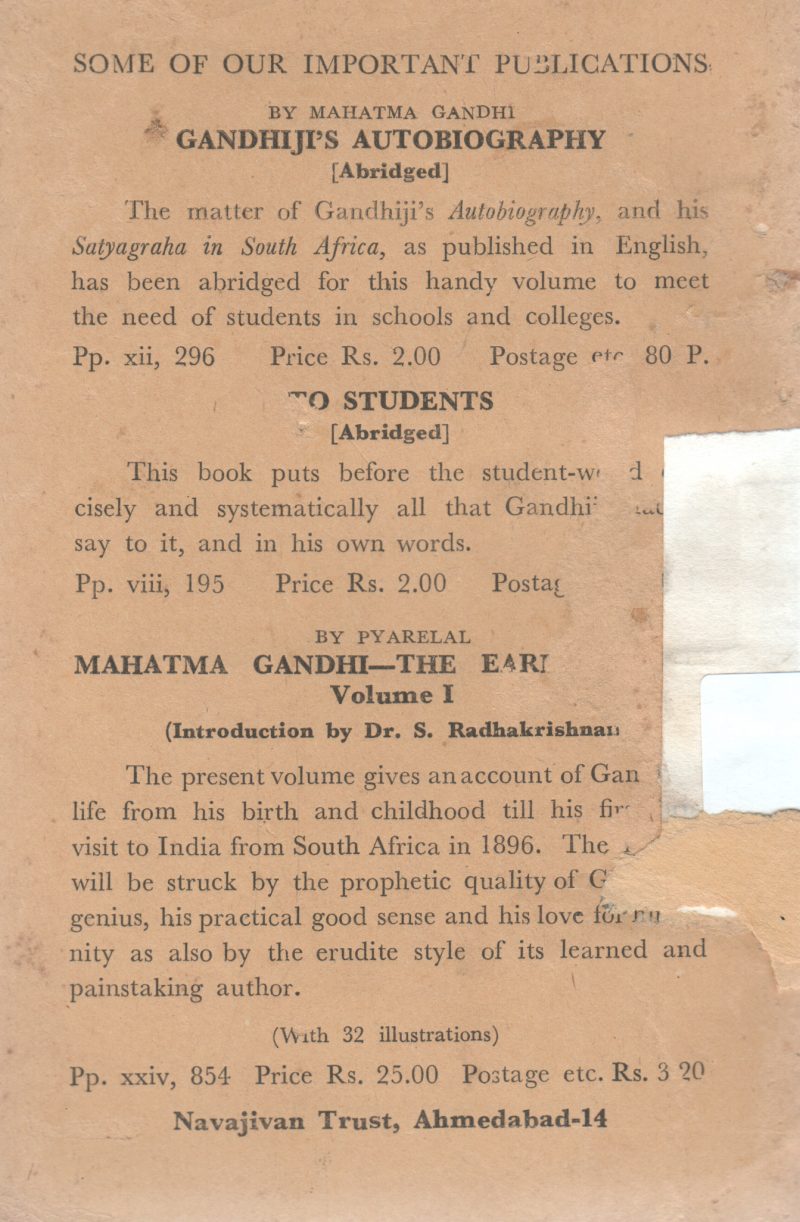 SOME OF OUR IMPORTANT PUBLICATIONS
BY MAHATMA GANDHI
GANDHIJI'S AUTOBIOGRAPHY
[Abridged]
The matter of Gandhiji's Autobiography, and his
Satyagraha in South Africa, as published in English,
has been abridged for this handy volume to meet
the need of students in schools and colleges.
Pp. xii, 296 Price Rs. 2.00 Postage etc 80 P.
TO STUDENTS
[Abridged]
This book puts before the
cisely and systematically all that
say to it, and in his own words.
Pp. viii, 195 Price Rs. 2.00
BY PYARELAL
MAHATMA GANDHI—THE
Volume I
(Introduction by Dr. S. Radhakrishnan
The present volume gives an account of
life from his birth and childhood till his
visit to India from South Africa in 1896. The
will be struck by the prophetic quality of
genius, his practical good sense and his love for
nity as also by the erudite style of its learned and
painstaking author.
(With 32 illustrations)
Pp. xxiv, 854 Price Rs. 25.00 Postage etc. Rs. 3 20
Navajivan Trust, Ahmedabad-14